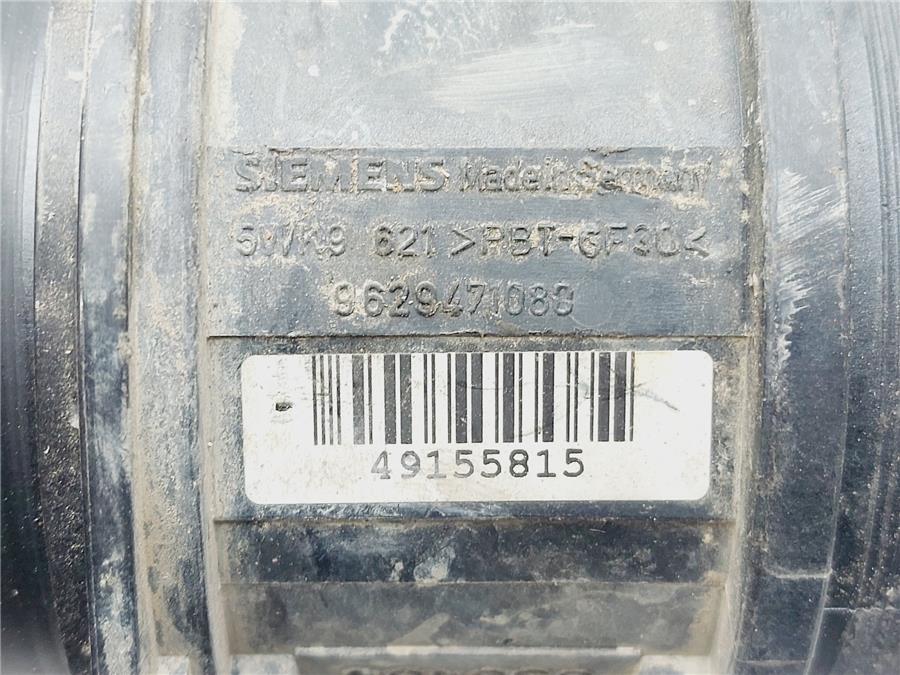 SIEMENS Made in Germany
5WK9 621 >PBT-GF30<
9629471080
49155815